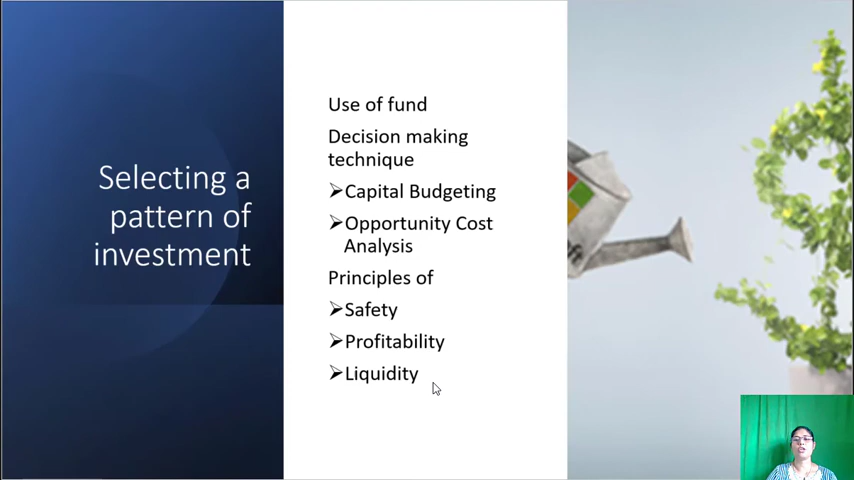 Selecting a
pattern of
investment
Use of fund
Decision making
technique
➢Capital Budgeting
➢Opportunity Cost
Analysis
Principles of
➢Safety
➢Profitability
➢Liquidity